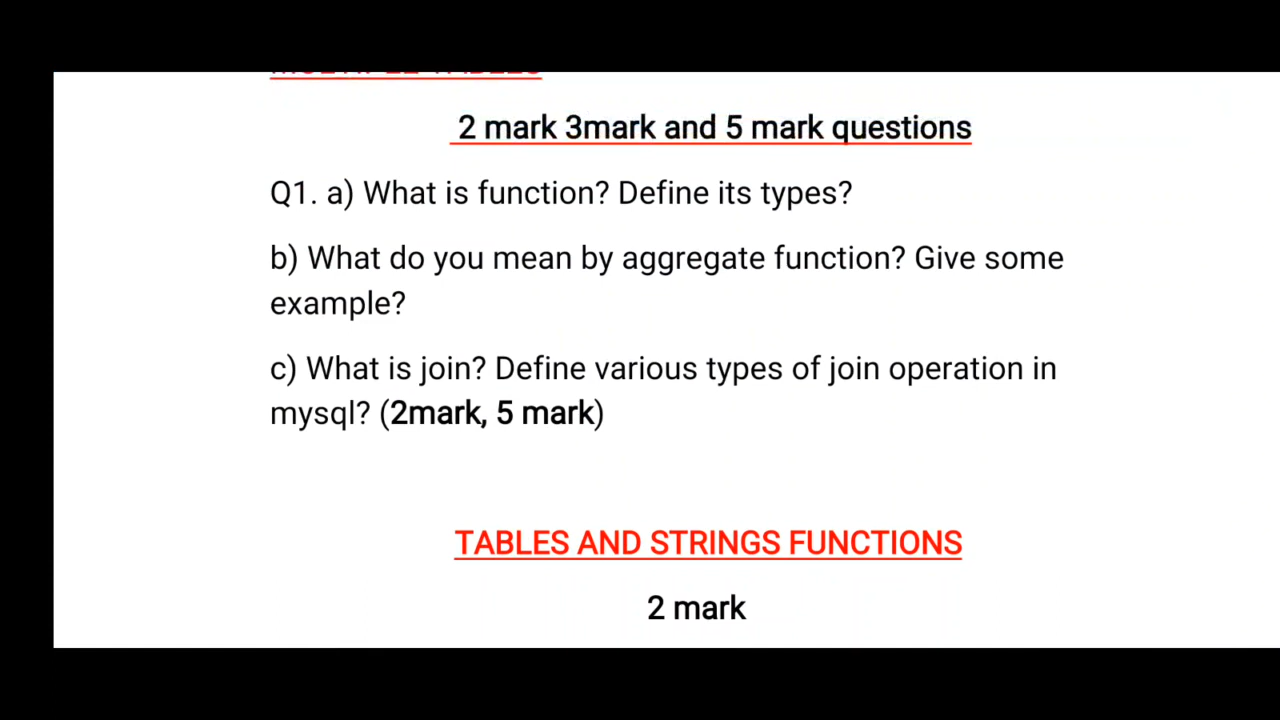 2 mark 3mark and 5 mark questions
Q1. a) What is function? Define its types?
b) What do you mean by aggregate function? Give some
example?
c) What is join? Define various types of join operation in
mysql? (2mark, 5 mark)
TABLES AND STRINGS FUNCTIONS
2 mark